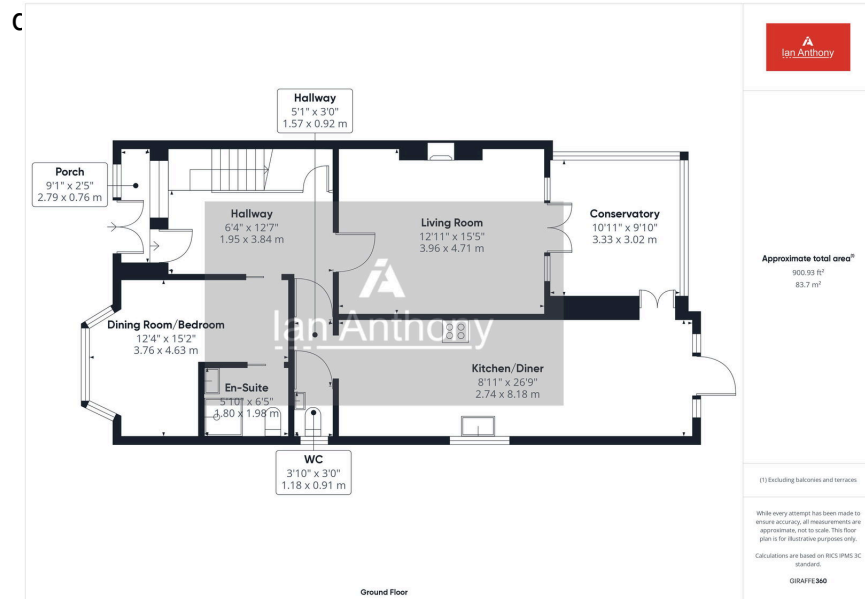 Hallway
5'1" x 3'0"
1.57 x 0.92 m
Porch
9'1" x 2'5"
2.79 x 0.76 m
Hallway
6'4" x 12'7"
1.95 x 3.84 m
Living Room
12'11" x 15'5"
3.96 x 4.71 m
Conservatory
10'11" x 9'10"
3.33 x 3.02 m
Ian Anthony
Dining Room/Bedroom
12'4" x 15'2"
3.76 x 4.63 m
Kitchen/Diner
8'11" x 26'9"
2.74 x 8.18 m
En-Suite
5'10" x 6'5"
1.80 x 1.98 m
WC
3'10" x 3'0"
1.18 x 0.91 m
Ground Floor
Ian Anthony
Approximate total area⁽¹⁾
900.93 ft²
83.7 m²
(1) Excluding balconies and terraces
While every attempt has been made to
ensure accuracy, all measurements are
approximate, not to scale. This floor
plan is for illustrative purposes only.
Calculations are based on RICS IPMS 3C
standard.
GIRAFFE360